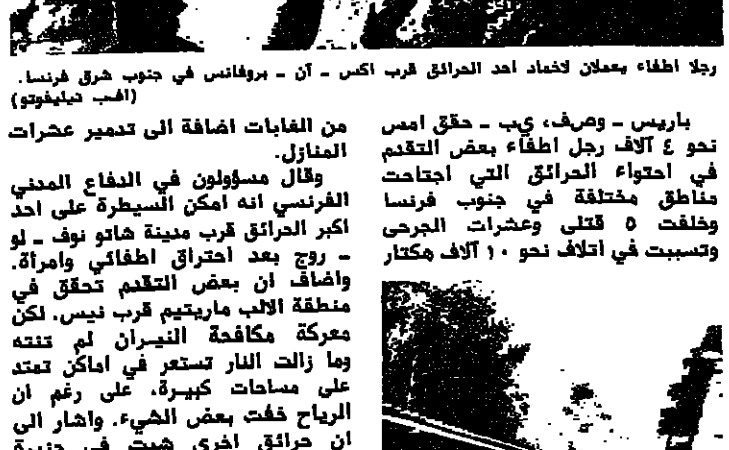 رجلا اطفاء يعملان لاخماد احد الحرائق قرب اكس ـ آن ـ بروفانس في جنوب شرق فرنسا.
(افب تيليفوتو)
باريس ـ وصف، ي ب ـ حقق امس
نحو ٤ آلاف رجل اطفاء بعض التقدم
في احتواء الحرائق التي اجتاحت
مناطق مختلفة في جنوب فرنسا
وخلفت ٥ قتلى وعشرات الجرحى
وتسببت في اتلاف نحو ١٠ آلاف هكتار
من الغابات اضافة الى تدمير عشرات
المنازل.
وقال مسؤولون في الدفاع المدني
الفرنسي انه امكن السيطرة على احد
اكبر الحرائق قرب مدينة شاتو نوف ـ لو
ـ روج بعد احتراق اطفائي وامرأة.
واضاف ان بعض التقدم تحقق في
منطقة الالب ماريتيم قرب نيس. لكن
معركة مكافحة النيران لم تنته
وما زالت النار تستعر في اماكن تمتد
على مساحات كبيرة، على رغم ان
الرياح خفت بعض الشيء. واشار الى
ان حرائق اخرى شبت في جزيرة